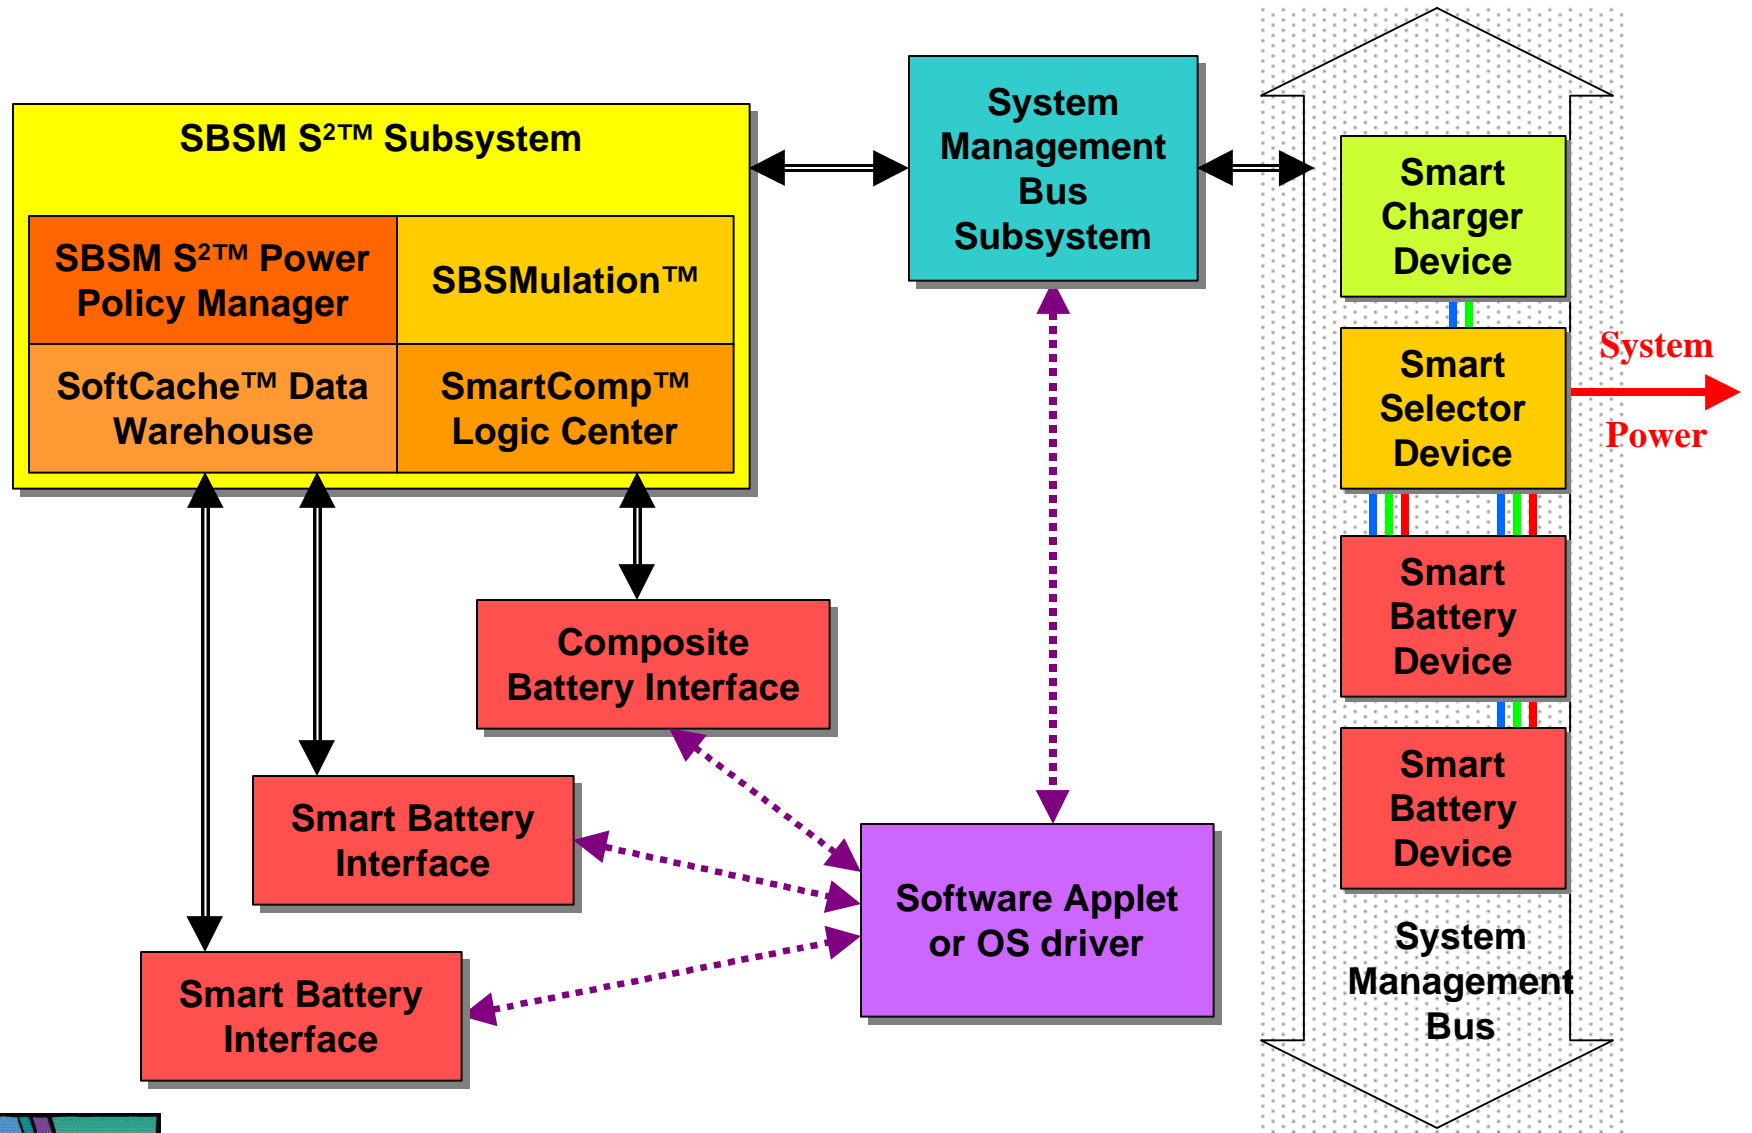 SBSM S²™ Subsystem
SBSM S²™ Power
Policy Manager
SBSMulation™
SoftCache™ Data
Warehouse
SmartComp™
Logic Center
System
Management
Bus
Subsystem
Composite
Battery Interface
Smart Battery
Interface
Smart Battery
Interface
Software Applet
or OS driver
Smart
Charger
Device
Smart
Selector
Device
System
Power
Smart
Battery
Device
Smart
Battery
Device
System
Management
Bus